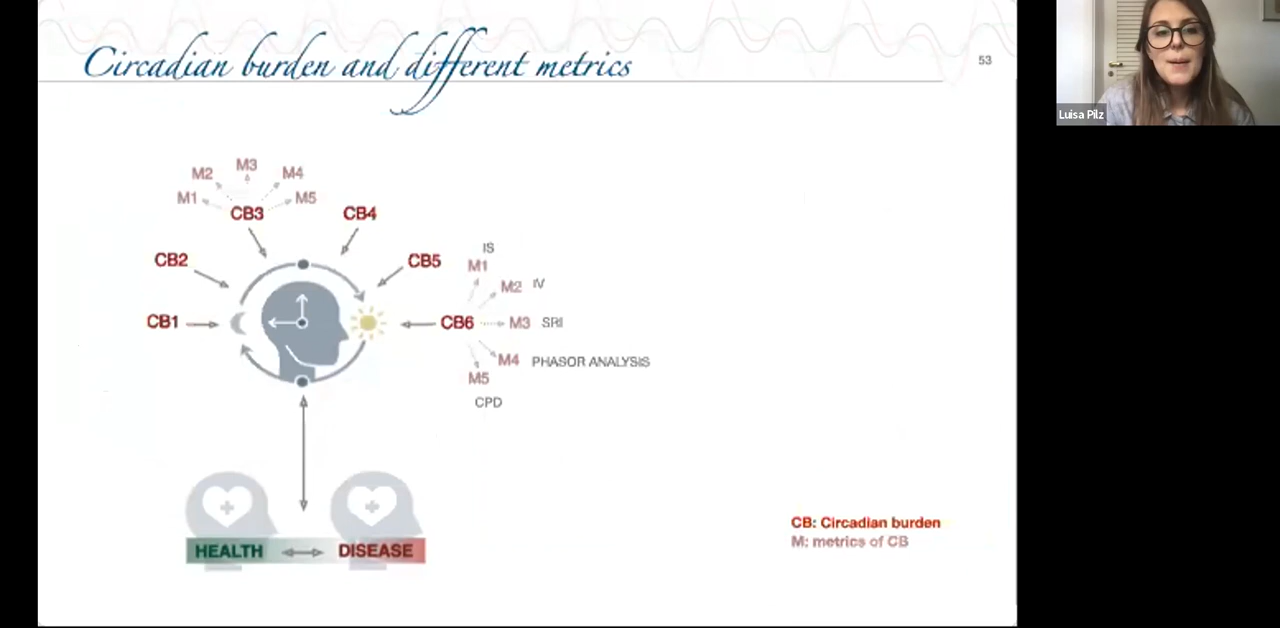 Circadian burden and different metrics
53
Luisa Pilz
M1
M2
M3
M4
M5
CB3
CB4
CB2
CB5
CB1
CB6
IS
M1
M2 IV
M3 SRI
M4 PHASOR ANALYSIS
M5
CPD
HEALTH
DISEASE
CB: Circadian burden
M: metrics of CB